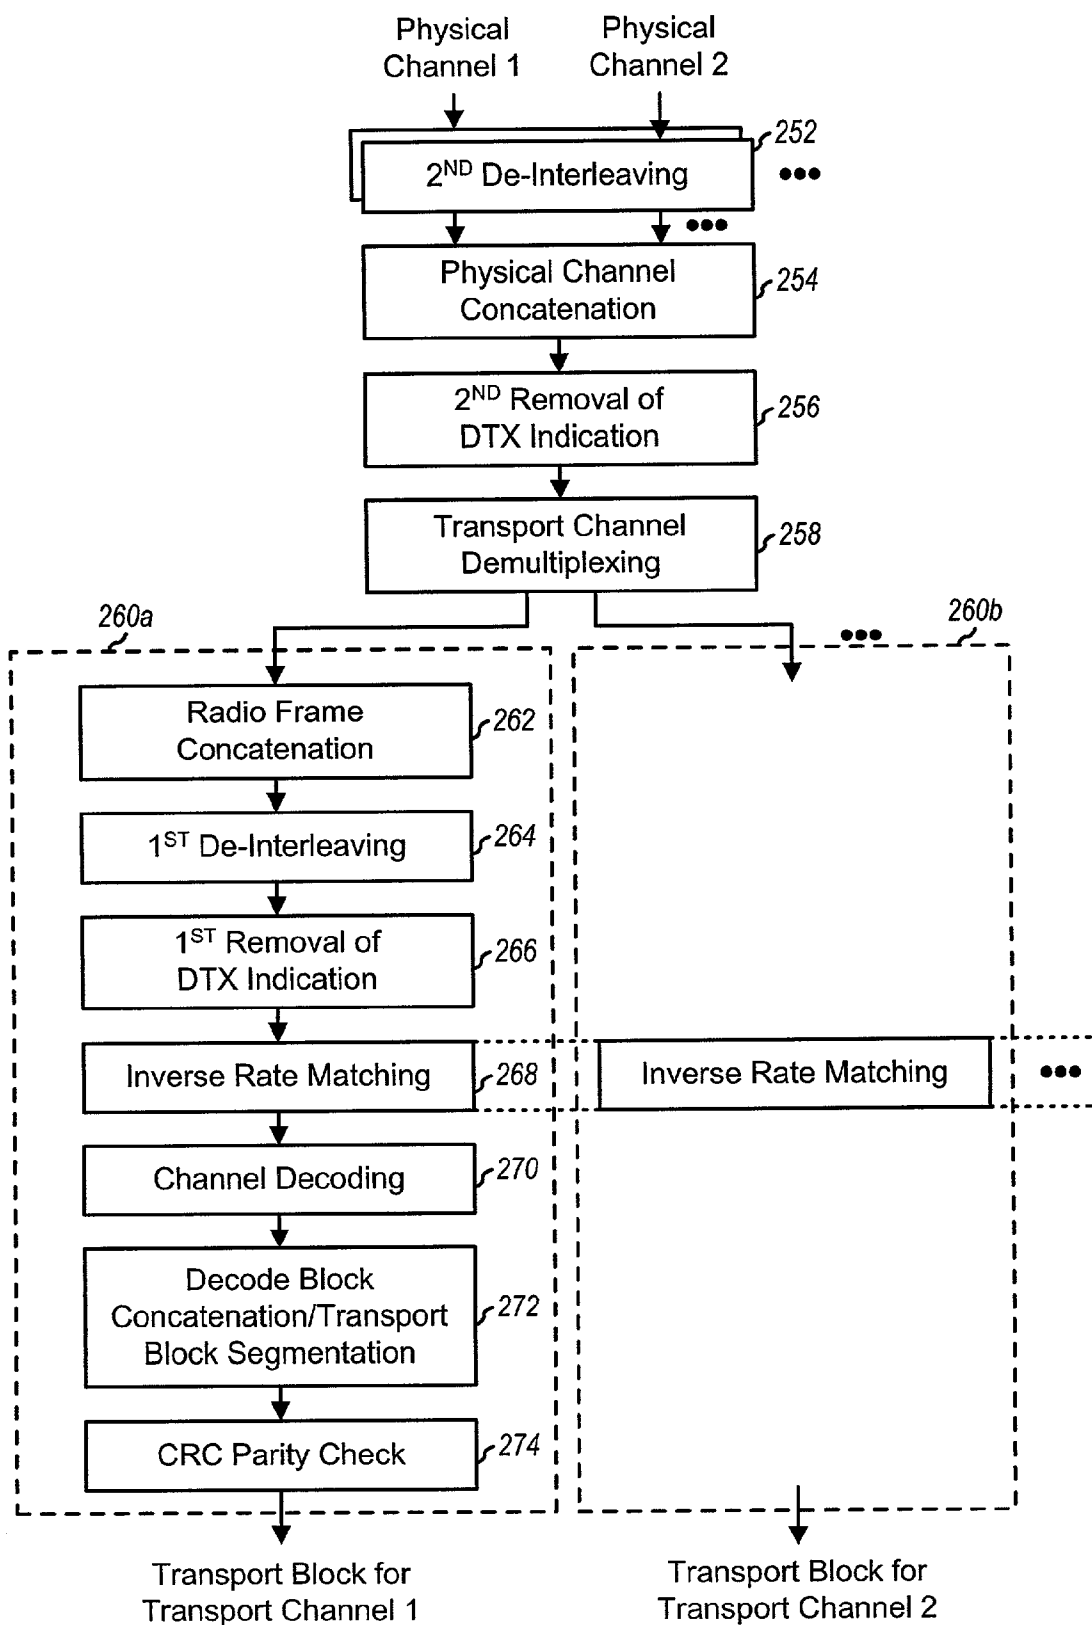 Physical
Channel 1
Physical
Channel 2
252
2ND De-Interleaving
•••
•••
Physical Channel
Concatenation
254
2ND Removal of
DTX Indication
256
Transport Channel
Demultiplexing
258
260a
•••
260b
Radio Frame
Concatenation
262
1ST De-Interleaving
264
1ST Removal of
DTX Indication
266
Inverse Rate Matching
268
Inverse Rate Matching
•••
Channel Decoding
270
Decode Block
Concatenation/Transport
Block Segmentation
272
CRC Parity Check
274
Transport Block for
Transport Channel 1
Transport Block for
Transport Channel 2